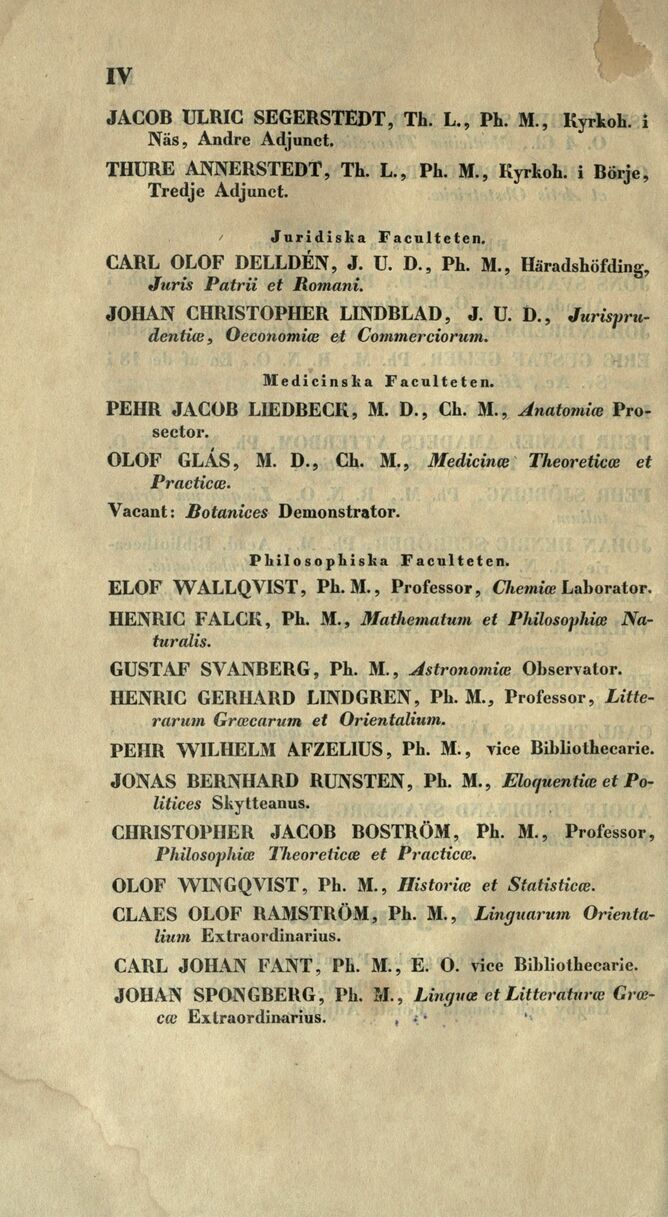 IV
JACOB ULRIC SEGERSTEDT, Th. L., Ph. M., Kyrkoh. i
Näs, Andre Adjunct.
THURE ANNERSTEDT, Th. L., Ph. M., Kyrkoh. i Börje,
Tredje Adjunct.
Juridiska Faculteten.
CARL OLOF DELLDÉN, J. U. D., Ph. M., Häradshöfding,
Juris Patrii et Romani.
JOHAN CHRISTOPHER LINDBLAD, J. U. D., Jurispru-
dentiæ, Oeconomiæ et Commerciorum.
Medicinska Faculteten.
PEHR JACOB LIEDBECK, M. D., Ch. M., Anatomiæ Pro-
sector.
OLOF GLAS, M. D., Ch. M., Medicinæ Theoreticæ et
Practicæ.
Vacant: Botanices Demonstrator.
Philosophiska Faculteten.
ELOF WALLQVIST, Ph. M., Professor, Chemiæ Laborator.
HENRIC FALCK, Ph. M., Mathematum et Philosophiæ Na-
turalis.
GUSTAF SVANBERG, Ph. M., Astronomiæ Observator.
HENRIC GERHARD LINDGREN, Ph. M., Professor, Litte-
rarum Græcarum et Orientalium.
PEHR WILHELM AFZELIUS, Ph. M., vice Bibliothecarie.
JONAS BERNHARD RUNSTEN, Ph. M., Eloquentiæ et Po-
litices Skytteanus.
CHRISTOPHER JACOB BOSTRÖM, Ph. M., Professor,
Philosophiæ Theoreticæ et Practicæ.
OLOF WINGQVIST, Ph. M., Historiæ et Statisticæ.
CLAES OLOF RAMSTRÖM, Ph. M., Linguarum Orienta-
lium Extraordinarius.
CARL JOHAN FANT, Ph. M., E. O. vice Bibliothecarie.
JOHAN SPONGBERG, Ph. M., Linguæ et Litteraturæ Græ-
cæ Extraordinarius.